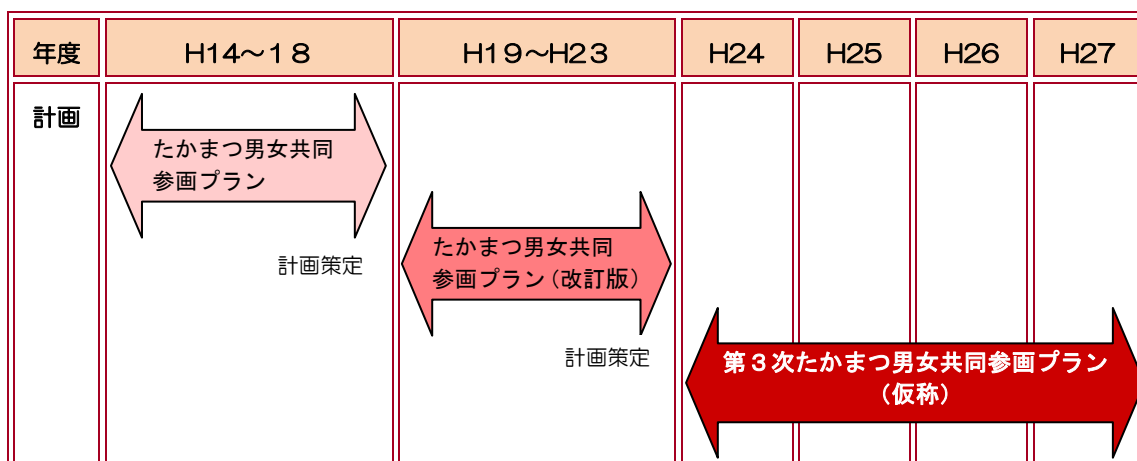 年度 H14～１８ H19～H23 H24 H25 H26 H27
計画
たかまつ男女共同
参画プラン
計画策定
たかまつ男女共同
参画プラン（改訂版）
計画策定
第３次たかまつ男女共同参画プラン
（仮称）